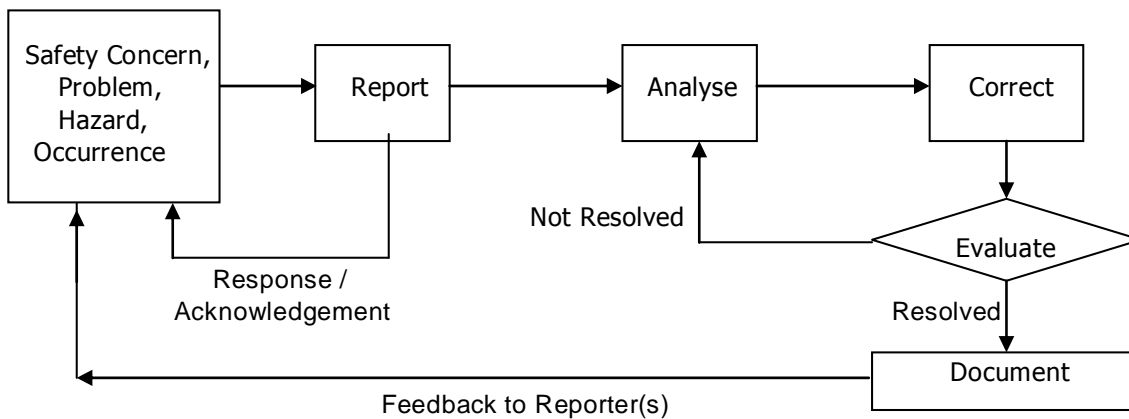 Safety Concern,
Problem,
Hazard,
Occurrence
Report
Analyse
Correct
Not Resolved
Evaluate
Response /
Acknowledgement
Resolved
Document
Feedback to Reporter(s)